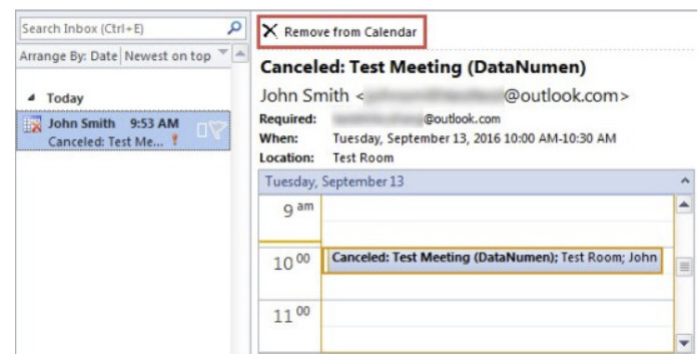 Search Inbox (Ctrl+E)
Arrange By: Date Newest on top
Today
John Smith 9:53 AM
Canceled: Test Me...
Remove from Calendar
Canceled: Test Meeting (DataNumen)
John Smith < @outlook.com>
Required: @outlook.com
When: Tuesday, September 13, 2016 10:00 AM-10:30 AM
Location: Test Room
Tuesday, September 13
9 am
10 00 Canceled: Test Meeting (DataNumen); Test Room; John
11 00